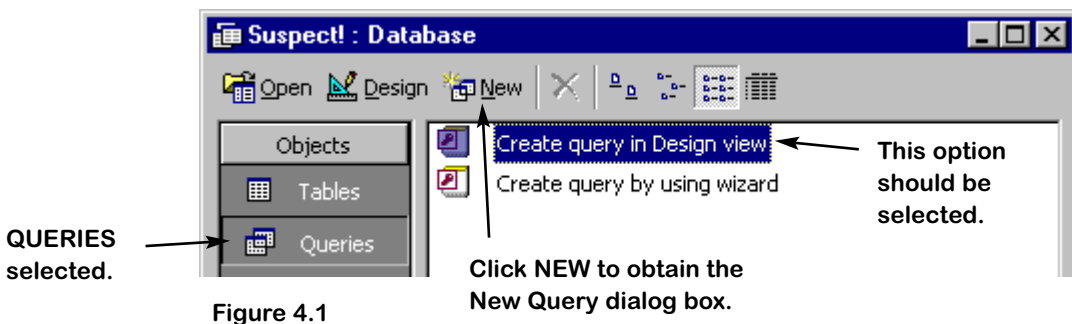 Suspect! : Database
Open Design New
Objects
Tables
Queries
Create query in Design view
Create query by using wizard
This option
should be
selected.
QUERIES
selected.
Click NEW to obtain the
New Query dialog box.
Figure 4.1